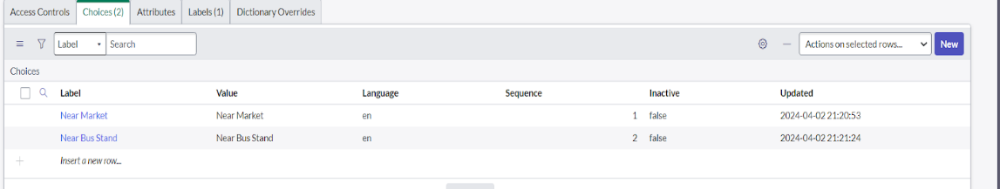 Access Controls Choices (2) Attributes Labels (1) Dictionary Overrides
Label Search Actions on selected rows... New
Choices
Label Value Language Sequence Inactive Updated
Near Market Near Market en 1 false 2024-04-02 21:20:53
Near Bus Stand Near Bus Stand en 2 false 2024-04-02 21:21:24
Insert a new row...